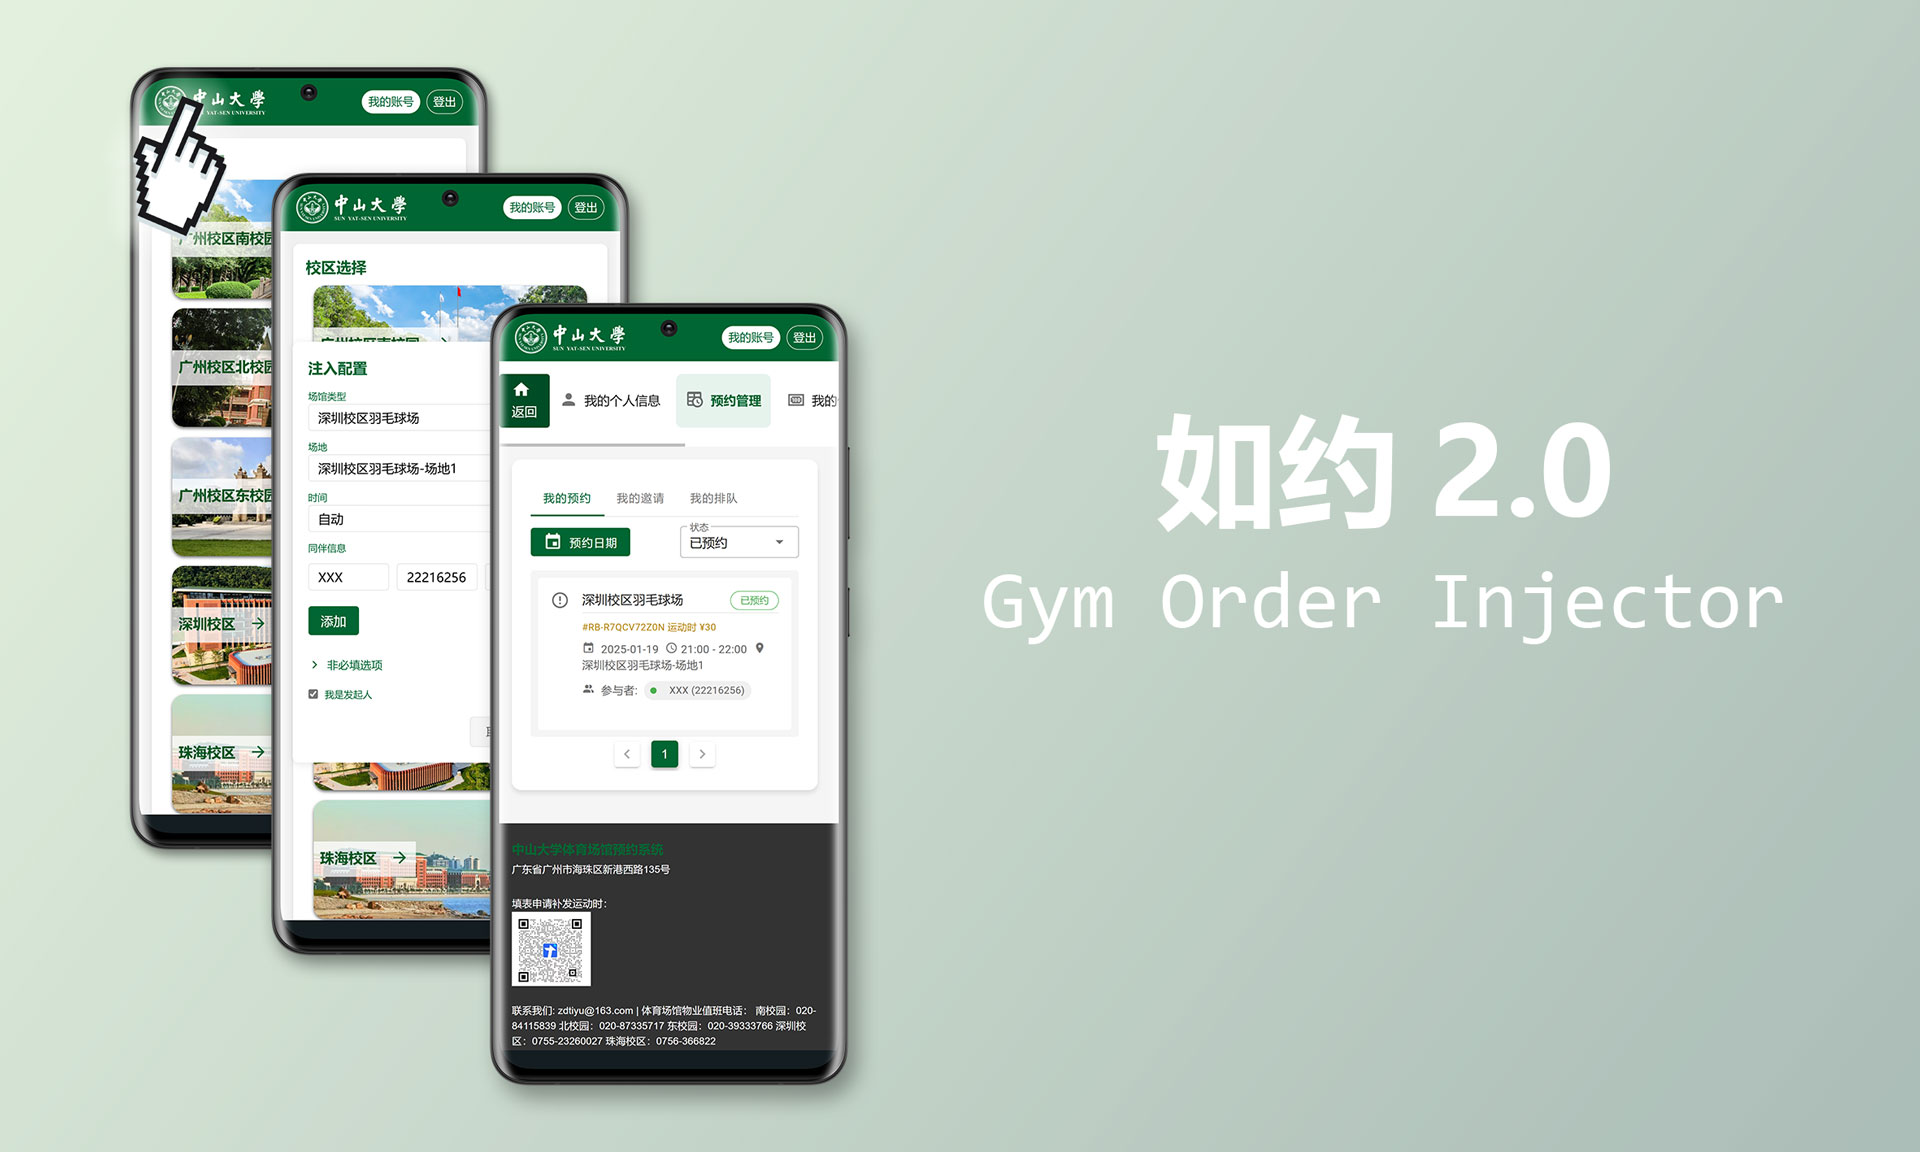 中山大學
YAT-SEN UNIVERSITY
我的账号
登出
广州校区南校园
广州校区北校园
广州校区东校园
深圳校区 →
珠海校区 →
中山大學
SUN YAT-SEN UNIVERSITY
我的账号
登出
校区选择
广州校区南校园
注入配置
场馆类型
深圳校区羽毛球场
场地
深圳校区羽毛球场-场地1
时间
自动
同伴信息
XXX
22216256
添加
非必填选项
我是发起人
珠海校区 →
中山大學
SUN YAT-SEN UNIVERSITY
我的账号
登出
返回
我的个人信息
预约管理
我的
我的预约
我的邀请
我的排队
预约日期
状态
已预约
深圳校区羽毛球场
已预约
#RB-R7QCV72Z0N 运动时 ¥30
2025-01-19 21:00 - 22:00
深圳校区羽毛球场-场地1
参与者: XXX (22216256)
1
中山大学体育场馆预约系统
广东省广州市海珠区新港西路135号
填表申请补发运动时：
联系我们: zdtiyu@163.com | 体育场馆物业值班电话： 南校园：020-
84115839 北校园：020-87335717 东校园：020-39333766 深圳校
区：0755-23260027 珠海校区：0756-366822
如约 2.0
Gym Order Injector